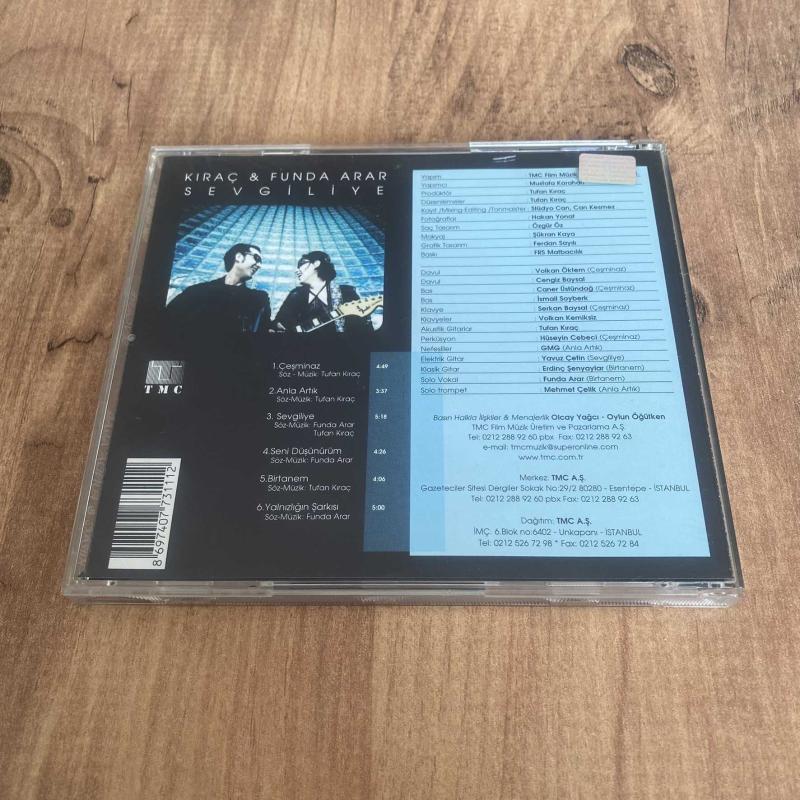 KIRAÇ & FUNDA ARAR
SEVGİLİYE
1.Çeşminaz 4:49
Söz - Müzik: Tufan Kıraç
2.Anla Artık 3:37
Söz-Müzik: Tufan Kıraç
3. Sevgiliye 5:18
Söz-Müzik: Funda Arar
Tufan Kıraç
4.Seni Düşünürüm 4:26
Söz-Müzik: Funda Arar
5.Birtanem 4:06
Söz-Müzik: Tufan Kıraç
6.Yalnızlığın Şarkısı 5:00
Söz-Müzik: Funda Arar
TMC
8 697407 731112
Yapım : TMC Film Müzik
Yapımcı : Mustafa Karahan
Prodüktör : Tufan Kıraç
Düzenlemeler : Tufan Kıraç
Kayıt /Mixing-Editing /Tonmaister : Stüdyo Can, Can Kesmez
Fotoğraflar : Hakan Yonat
Saç Tasarım : Özgür Öz
Makyaj : Şükran Kaya
Grafik Tasarım : Ferdan Sayılı
Baskı : FRS Matbacılık
Davul : Volkan Öktem (Çeşminaz)
Davul : Cengiz Baysal
Bas : Caner Üstündağ (Çeşminaz)
Bas : İsmail Soyberk
Klavye : Serkan Baysal (Çeşminaz)
Klavyeler : Volkan Kemiksiz
Akustik Gitarlar : Tufan Kıraç
Perküsyon : Hüseyin Cebeci (Çeşminaz)
Nefesliler : GMG (Anla Artık)
Elektrik Gitar : Yavuz Çetin (Sevgiliye)
Klasik Gitar : Erdinç Şenyaylar (Birtanem)
Solo Vokal : Funda Arar (Birtanem)
Solo trompet : Mehmet Çelik (Anla Artık)
Basın Halkla İlişkiler & Menajerlik Olcay Yağcı - Oylun Öğütken
TMC Film Müzik Üretim ve Pazarlama A.Ş.
Tel: 0212 288 92 60 pbx Fax: 0212 288 92 63
e-mail: tmcmuzik@superonline.com
www.tmc.com.tr
Merkez: TMC A.Ş.
Gazeteciler Sitesi Dergiler Sokak No:29/2 80280 - Esentepe - İSTANBUL
Tel: 0212 288 92 60 pbx Fax: 0212 288 92 63
Dağıtım: TMC A.Ş.
İMÇ. 6.Blok no:6402 - Unkapanı - İSTANBUL
Tel: 0212 526 72 98 * Fax: 0212 526 72 84